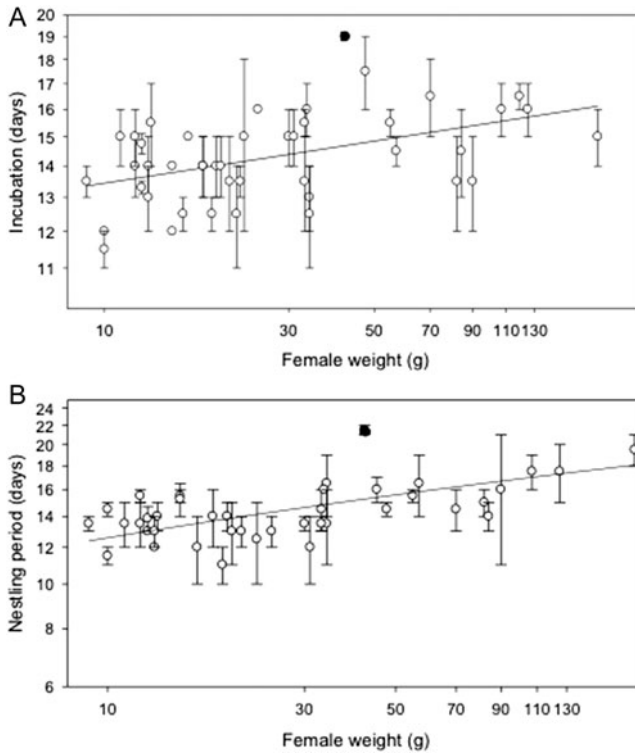 A
20
19
18
17
16
15
14
13
12
11
Incubation (days)
10 30 50 70 90 110 130
Female weight (g)
B
24
22
20
18
16
14
12
10
8
6
Nestling period (days)
10 30 50 70 90 110 130
Female weight (g)